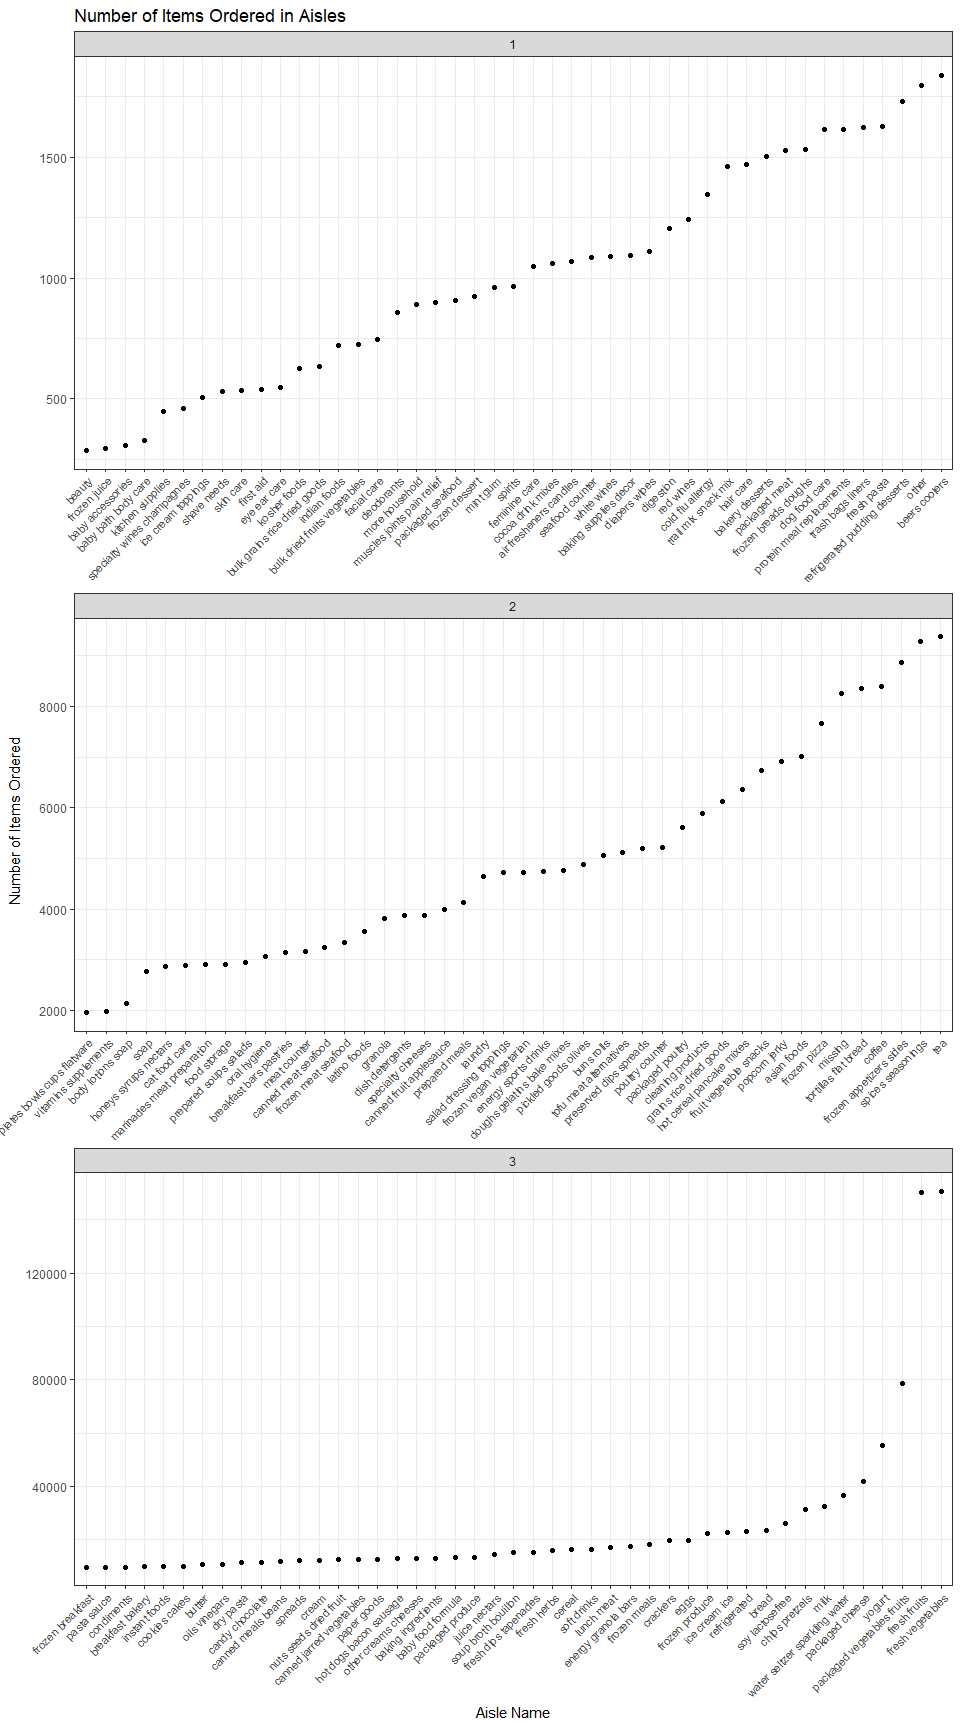 Number of Items Ordered in Aisles
1
1500
1000
500
beauty
frozen juice
baby accessories
baby bath body care
kitchen supplies
specialty wines champagnes
ice cream toppings
shave needs
skin care
first aid
eye ear care
kosher foods
bulk grains rice dried goods
indian foods
bulk dried fruits vegetables
facial care
deodorants
more household
muscles joints pain relief
packaged seafood
frozen dessert
mint gum
spirits
feminine care
cocoa drink mixes
air fresheners candles
seafood counter
white wines
baking supplies decor
diapers wipes
digestion
red wines
cold flu allergy
trail mix snack mix
hair care
bakery desserts
packaged meat
frozen breads doughs
dog food care
protein meal replacements
trash bags liners
fresh pasta
refrigerated pudding desserts
other
beers coolers
2
8000
6000
4000
2000
plates bowls cups flatware
vitamins supplements
body lotions soap
soap
honeys syrups nectars
cat food care
marinades meat preparation
food storage
prepared soups salads
oral hygiene
breakfast bars pastries
meat counter
canned meat seafood
frozen meat seafood
latino foods
granola
dish detergents
specialty cheeses
canned fruit applesauce
prepared meals
laundry
salad dressing toppings
frozen vegan vegetarian
energy sports drinks
doughs gelatins bake mixes
pickled goods olives
buns rolls
tofu meat alternatives
preserved dips spreads
poultry counter
packaged poultry
cleaning products
grains rice dried goods
hot cereal pancake mixes
fruit vegetable snacks
popcorn jerky
asian foods
frozen pizza
missing
tortillas flat bread
coffee
frozen appetizers sides
spices seasonings
tea
3
120000
80000
40000
frozen breakfast
pasta sauce
condiments
breakfast bakery
instant foods
cookies cakes
butter
oils vinegars
dry pasta
candy chocolate
canned meals beans
spreads
cream
nuts seeds dried fruit
canned jarred vegetables
paper goods
hot dogs bacon sausage
other creams cheeses
baking ingredients
baby food formula
packaged produce
juice nectars
soup broth bouillon
fresh dips tapenades
fresh herbs
cereal
soft drinks
lunch meat
energy granola bars
frozen meals
crackers
eggs
frozen produce
ice cream ice
refrigerated
bread
soy lactosefree
chips pretzels
milk
water seltzer sparkling water
packaged cheese
yogurt
packaged vegetables fruits
fresh fruits
fresh vegetables
Number of Items Ordered
Aisle Name